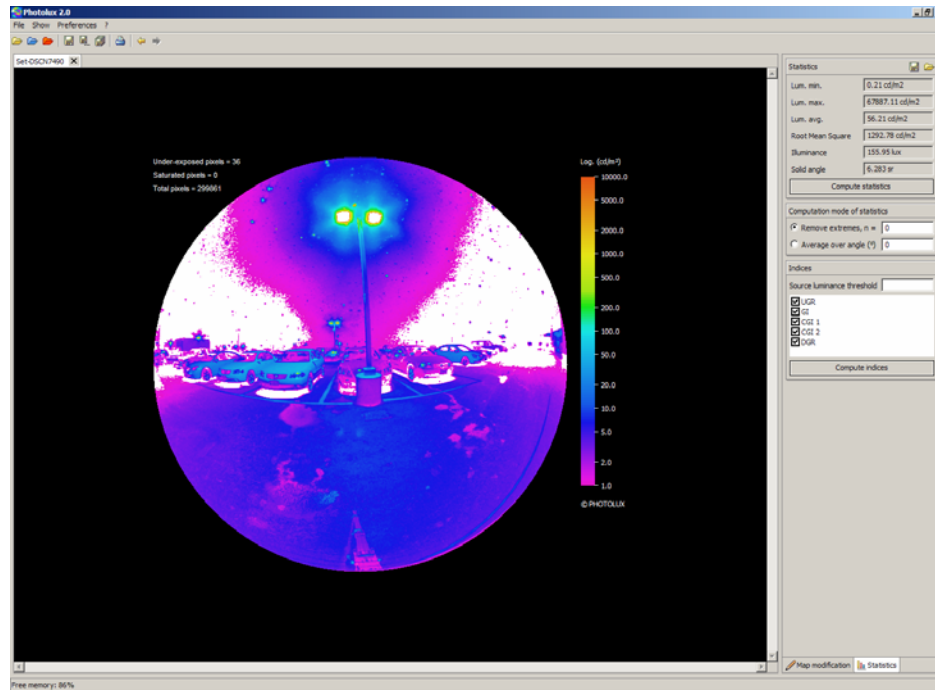 Photolux 2.0
File Show Preferences ?
Set-DSCN7490
Under-exposed pixels = 36
Saturated pixels = 0
Total pixels = 299861
Log. (cd/m²)
10000.0
5000.0
2000.0
1000.0
500.0
200.0
100.0
50.0
20.0
10.0
5.0
2.0
1.0
© PHOTOLUX
Statistics
Lum. min. 0.21 cd/m2
Lum. max. 67887.11 cd/m2
Lum. avg. 56.21 cd/m2
Root Mean Square 1292.78 cd/m2
Illuminance 155.95 lux
Solid angle 6.283 sr
Compute statistics
Computation mode of statistics
Remove extremes, n = 0
Average over angle (°) 0
Indices
Source luminance threshold
UGR
GI
CGI 1
CGI 2
DGR
Compute indices
Map modification Statistics
Free memory: 86%